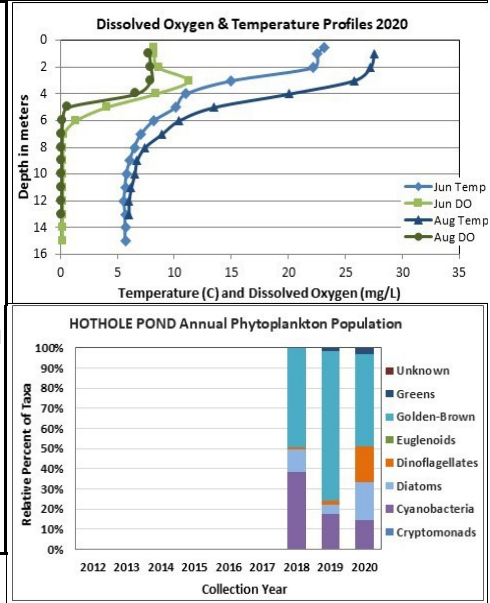 Dissolved Oxygen & Temperature Profiles 2020
0
2
4
6
8
10
12
14
16
Depth in meters
Jun Temp
Jun DO
Aug Temp
Aug DO
0 5 10 15 20 25 30 35
Temperature (C) and Dissolved Oxygen (mg/L)
HOTHOLE POND Annual Phytoplankton Population
100%
90%
80%
70%
60%
50%
40%
30%
20%
10%
0%
Relative Percent of Taxa
Unknown
Greens
Golden-Brown
Euglenoids
Dinoflagellates
Diatoms
Cyanobacteria
Cryptomonads
2012 2013 2014 2015 2016 2017 2018 2019 2020
Collection Year